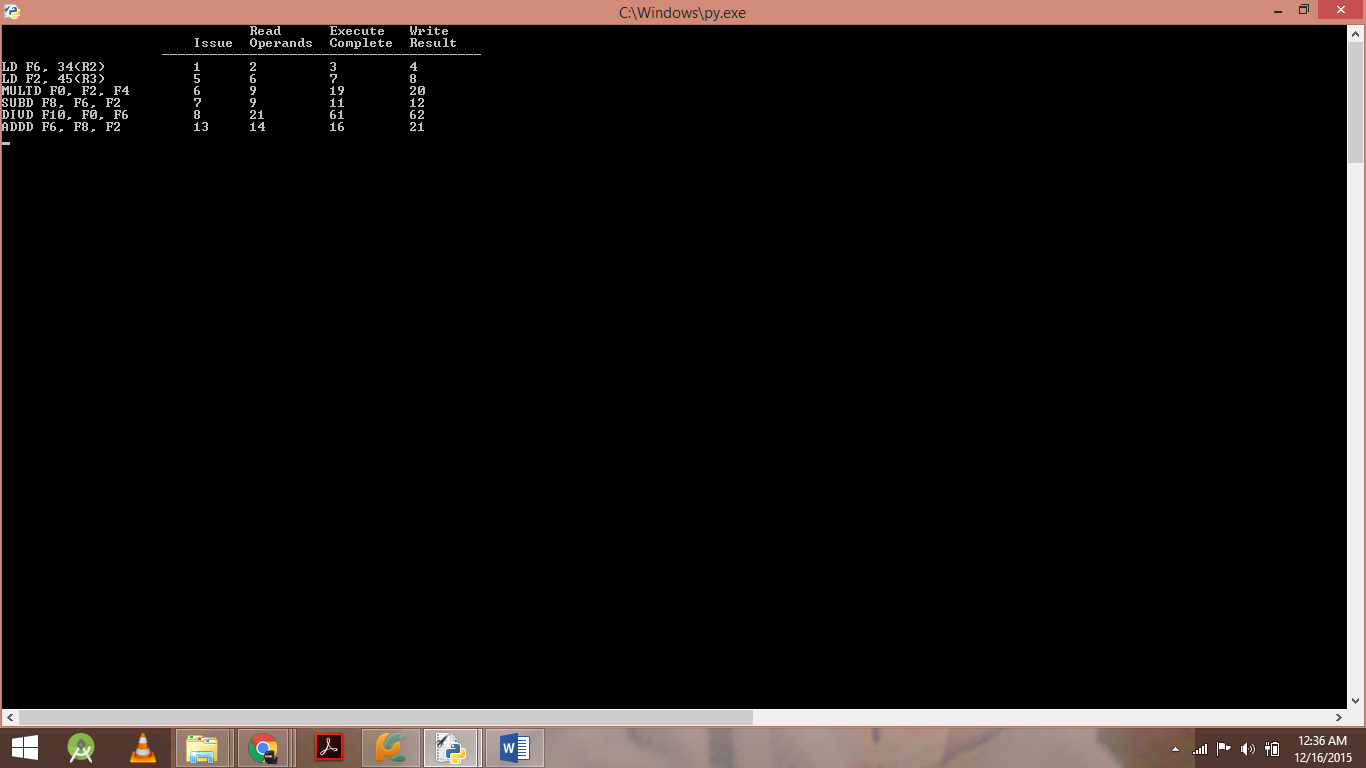 C:\Windows\py.exe
Read Execute Write
Issue Operands Complete Result
----------------------------------------
LD F6, 34(R2) 1 2 3 4
LD F2, 45(R3) 5 6 7 8
MULTD F0, F2, F4 6 9 19 20
SUBD F8, F6, F2 7 9 11 12
DIVD F10, F0, F6 8 21 61 62
ADDD F6, F8, F2 13 14 16 21
12:36 AM
12/16/2015